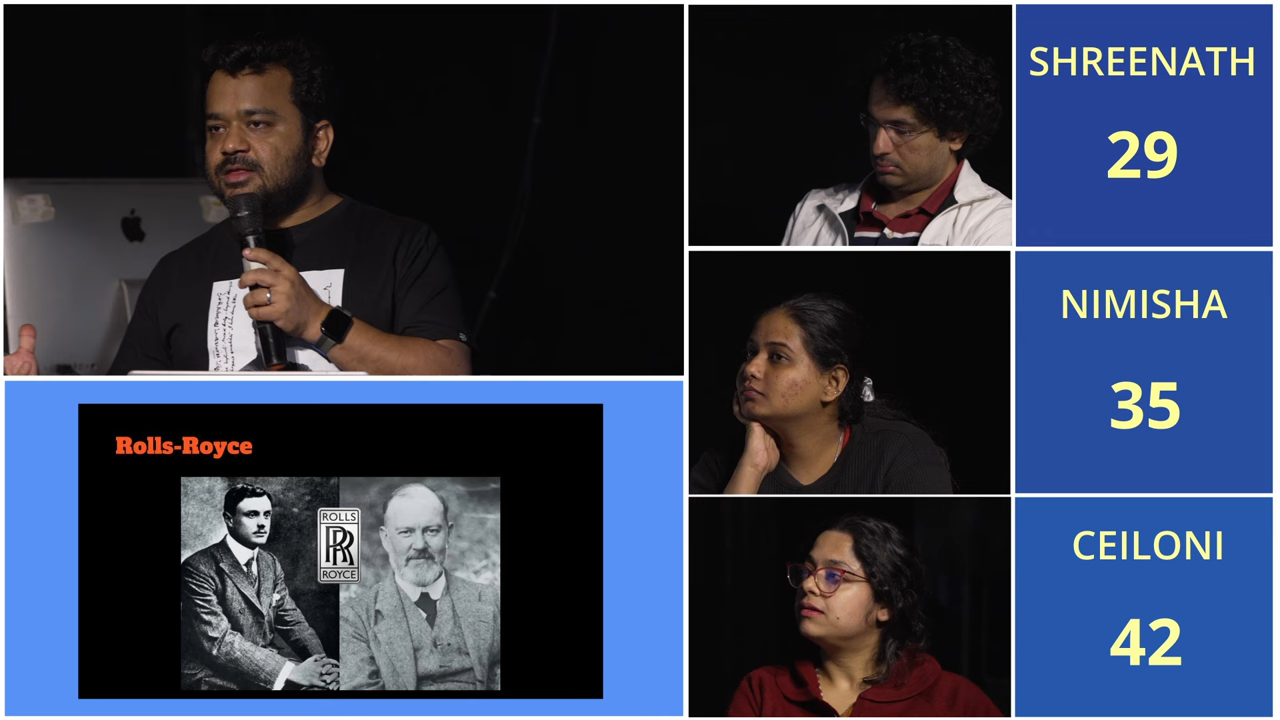 SHREENATH
29
NIMISHA
35
Rolls-Royce
ROLLS
RR
ROYCE
CEILONI
42